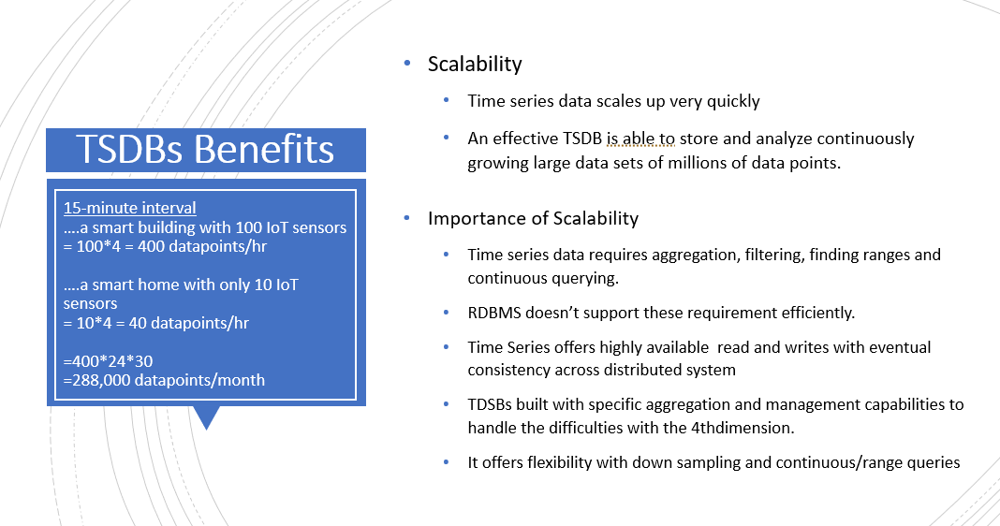 TSDBs Benefits
15-minute interval
....a smart building with 100 IoT sensors
= 100*4 = 400 datapoints/hr
....a smart home with only 10 IoT
sensors
= 10*4 = 40 datapoints/hr
=400*24*30
=288,000 datapoints/month
• Scalability
• Time series data scales up very quickly
• An effective TSDB is able to store and analyze continuously
growing large data sets of millions of data points.
• Importance of Scalability
• Time series data requires aggregation, filtering, finding ranges and
continuous querying.
• RDBMS doesn’t support these requirement efficiently.
• Time Series offers highly available  read and writes with eventual
consistency across distributed system
• TDSBs built with specific aggregation and management capabilities to
handle the difficulties with the 4thdimension.
• It offers flexibility with down sampling and continuous/range queries